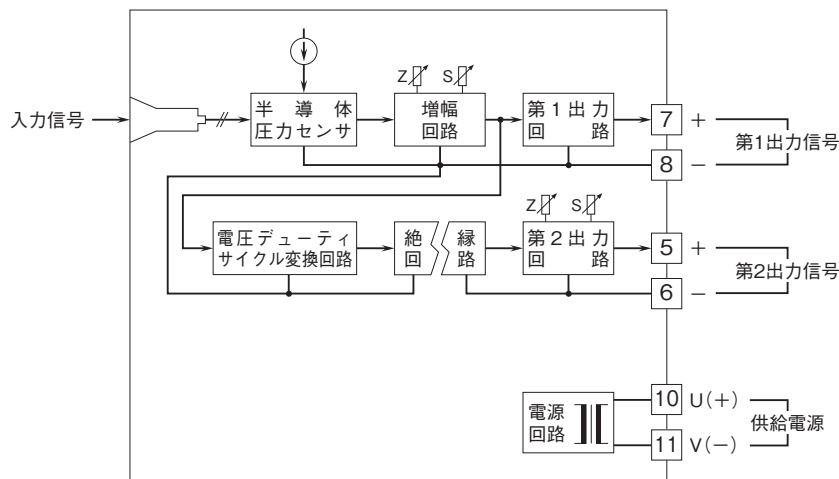 Z S
入力信号
半導体
圧力センサ
増幅
回路
第1出力
回路
7 +
8 −
第1出力信号
Z S
電圧デューティ
サイクル変換回路
絶縁
回路
第2出力
回路
5 +
6 −
第2出力信号
電源
回路
10 U(+)
11 V(−)
供給電源